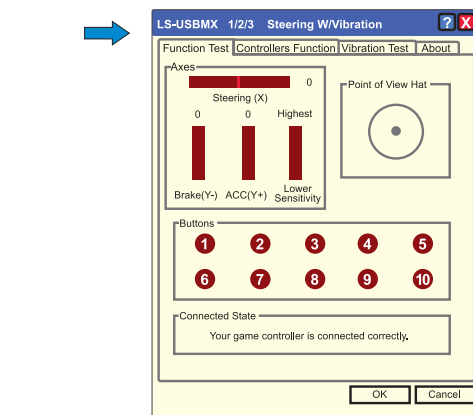 LS-USBMX 1/2/3 Steering W/Vibration ? X
Function Test Controllers Function Vibration Test About
Axes
0
Steering (X)
Point of View Hat
0 0 Highest
Brake(Y-) ACC(Y+) Lower Sensitivity
Buttons
1 2 3 4 5
6 7 8 9 10
Connected State
Your game controller is connected correctly.
OK Cancel